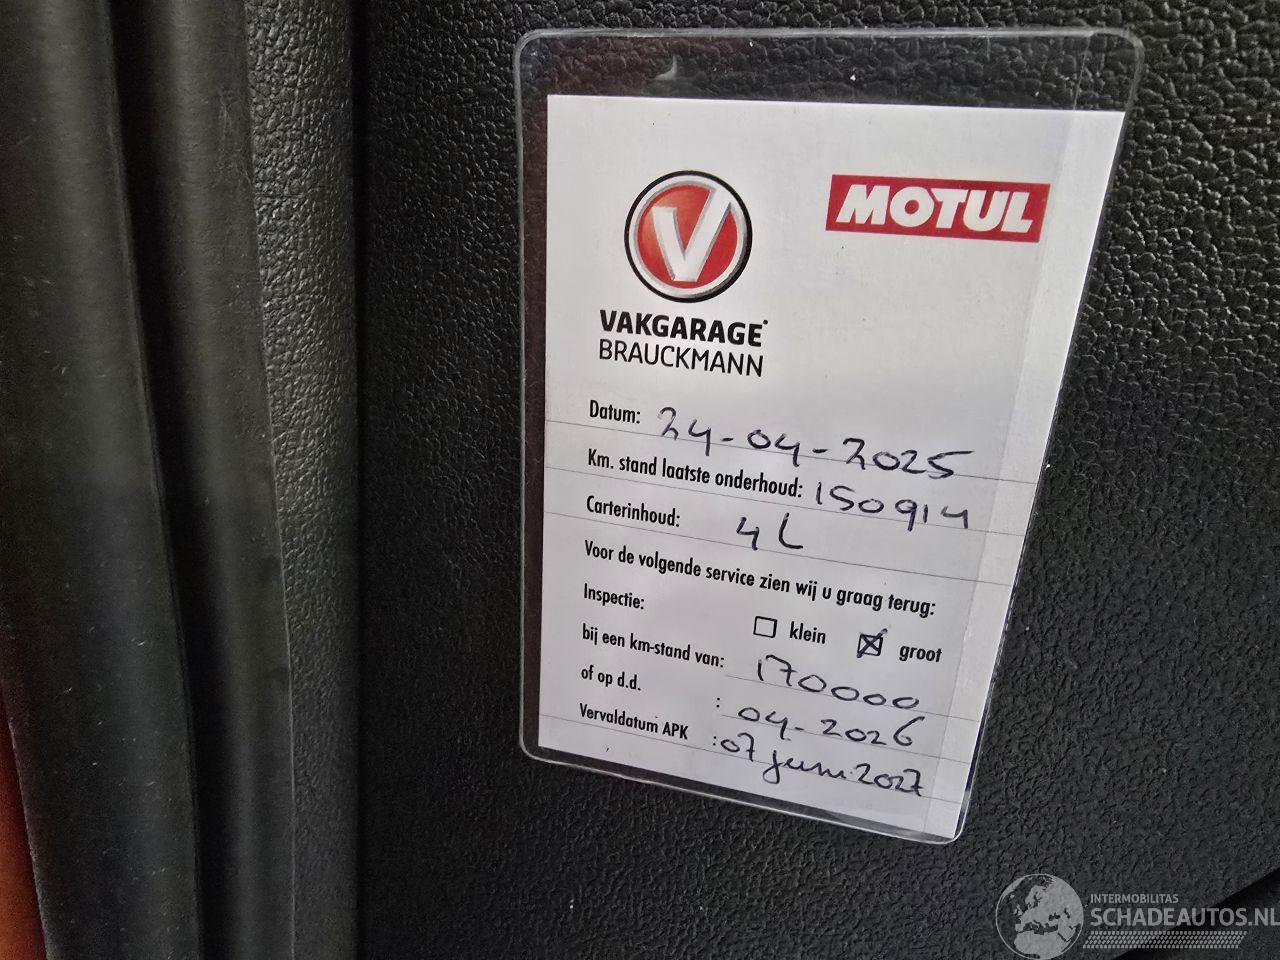 MOTUL
V
VAKGARAGE
BRAUCKMANN
Datum: 24-04-2025
Km. stand laatste onderhoud: 150914
Carterinhoud: 4 L
Voor de volgende service zien wij u graag terug:
Inspectie: klein groot
bij een km-stand van: 170000
of op d.d. : 04-2026
Vervaldatum APK : 07 juni 2027
INTERMOBILITAS
SCHADEAUTOS.NL